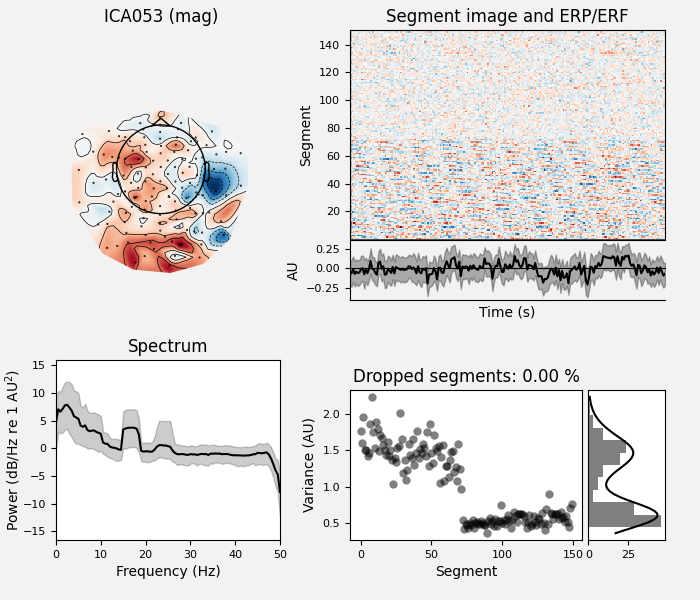 ICA053 (mag)
Segment image and ERP/ERF
Segment
140
120
100
80
60
40
20
AU
0.25
0.00
−0.25
Time (s)
Spectrum
Power (dB/Hz re 1 AU²)
15
10
5
0
−5
−10
−15
0 10 20 30 40 50
Frequency (Hz)
Dropped segments: 0.00 %
Variance (AU)
2.0
1.5
1.0
0.5
0 50 100 150
Segment
0 25